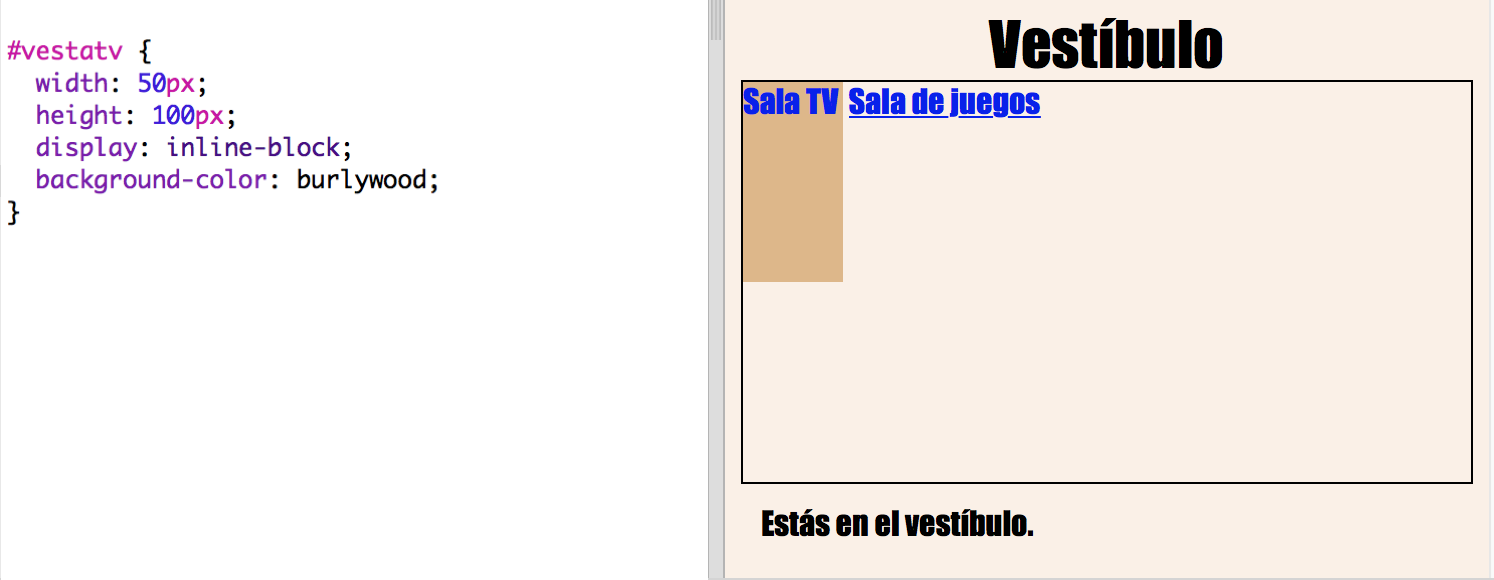 #vestatv {
width: 50px;
height: 100px;
display: inline-block;
background-color: burlywood;
}
Vestíbulo
Sala TV Sala de juegos
Estás en el vestíbulo.